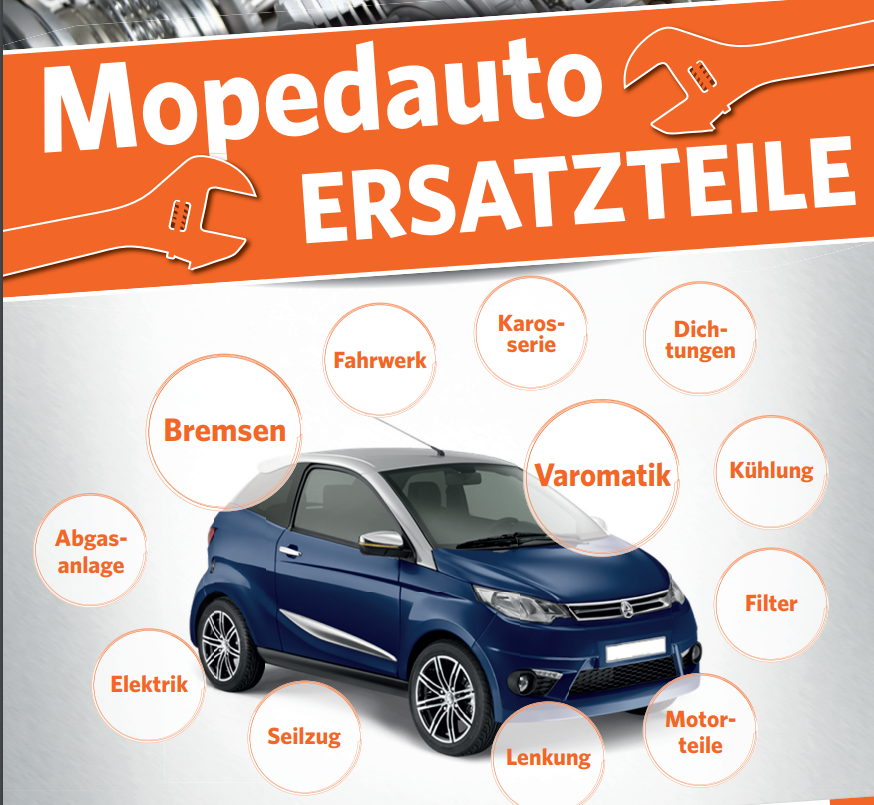 Mopedauto
ERSATZTEILE
Fahrwerk
Karos-
serie
Dich-
tungen
Bremsen
Varomatik
Kühlung
Abgas-
anlage
Filter
Elektrik
Seilzug
Lenkung
Motor-
teile